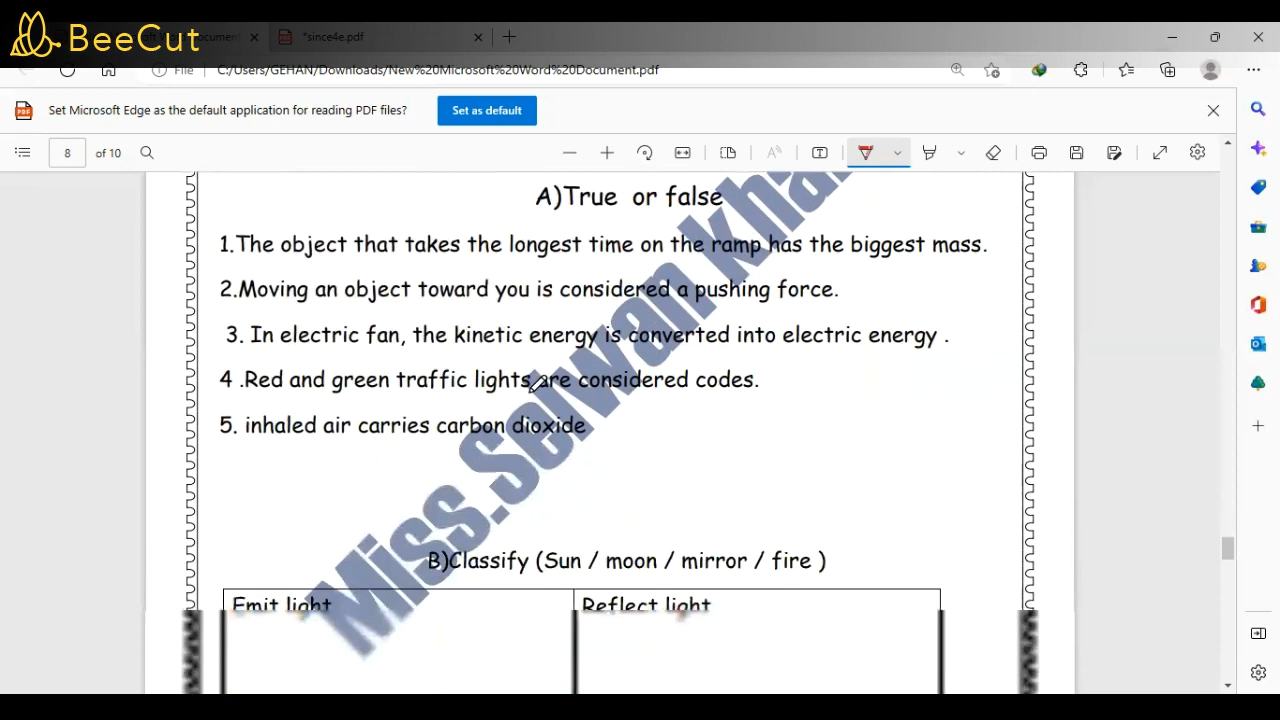 BeeCut
*since4e.pdf
File C:/Users/GEHAN/Downloads/New%20Microsoft%20Word%20Document.pdf
Set Microsoft Edge as the default application for reading PDF files? Set as default
8 of 10
A)True or false
1.The object that takes the longest time on the ramp has the biggest mass.
2.Moving an object toward you is considered a pushing force.
3. In electric fan, the kinetic energy is converted into electric energy .
4 .Red and green traffic lights are considered codes.
5. inhaled air carries carbon dioxide
Miss.Seiwan khan
B)Classify (Sun / moon / mirror / fire )
Emit light Reflect light